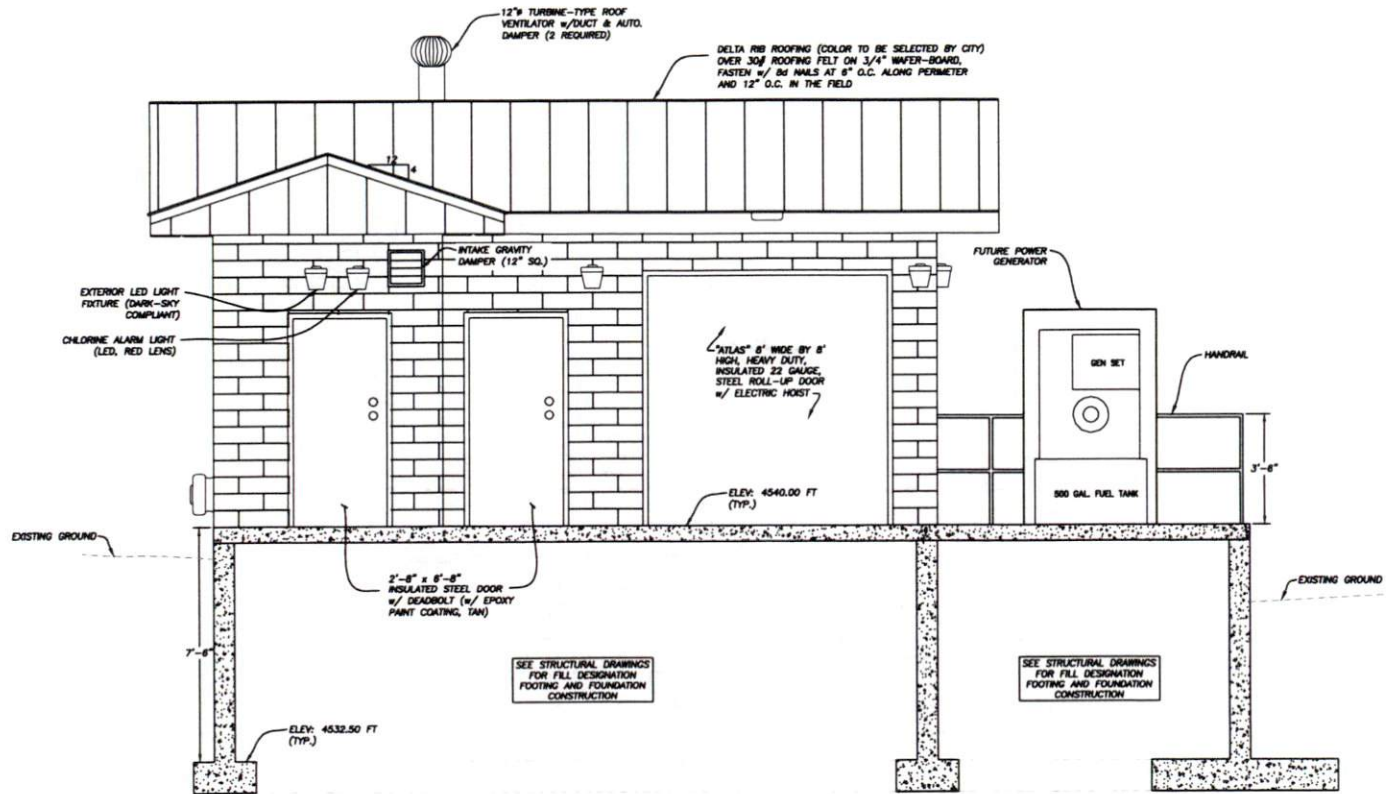 12"ø TURBINE-TYPE ROOF
VENTILATOR w/DUCT & AUTO.
DAMPER (2 REQUIRED)
DELTA RIB ROOFING (COLOR TO BE SELECTED BY CITY)
OVER 30# ROOFING FELT ON 3/4" WAFER-BOARD,
FASTEN w/ 8d NAILS AT 6" O.C. ALONG PERIMETER
AND 12" O.C. IN THE FIELD
12
4
INTAKE GRAVITY
DAMPER (12" SQ.)
FUTURE POWER
GENERATOR
EXTERIOR LED LIGHT
FIXTURE (DARK-SKY
COMPLIANT)
CHLORINE ALARM LIGHT
(LED, RED LENS)
"ATLAS" 8' WIDE BY 8'
HIGH, HEAVY DUTY,
INSULATED 22 GAUGE,
STEEL ROLL-UP DOOR
w/ ELECTRIC HOIST
GEN SET
HANDRAIL
3'-6"
500 GAL. FUEL TANK
ELEV: 4540.00 FT
(TYP.)
EXISTING GROUND
2'-8" x 6'-8"
INSULATED STEEL DOOR
w/ DEADBOLT (w/ EPOXY
PAINT COATING, TAN)
EXISTING GROUND
7'-6"
SEE STRUCTURAL DRAWINGS
FOR FILL DESIGNATION
FOOTING AND FOUNDATION
CONSTRUCTION
SEE STRUCTURAL DRAWINGS
FOR FILL DESIGNATION
FOOTING AND FOUNDATION
CONSTRUCTION
ELEV: 4532.50 FT
(TYP.)